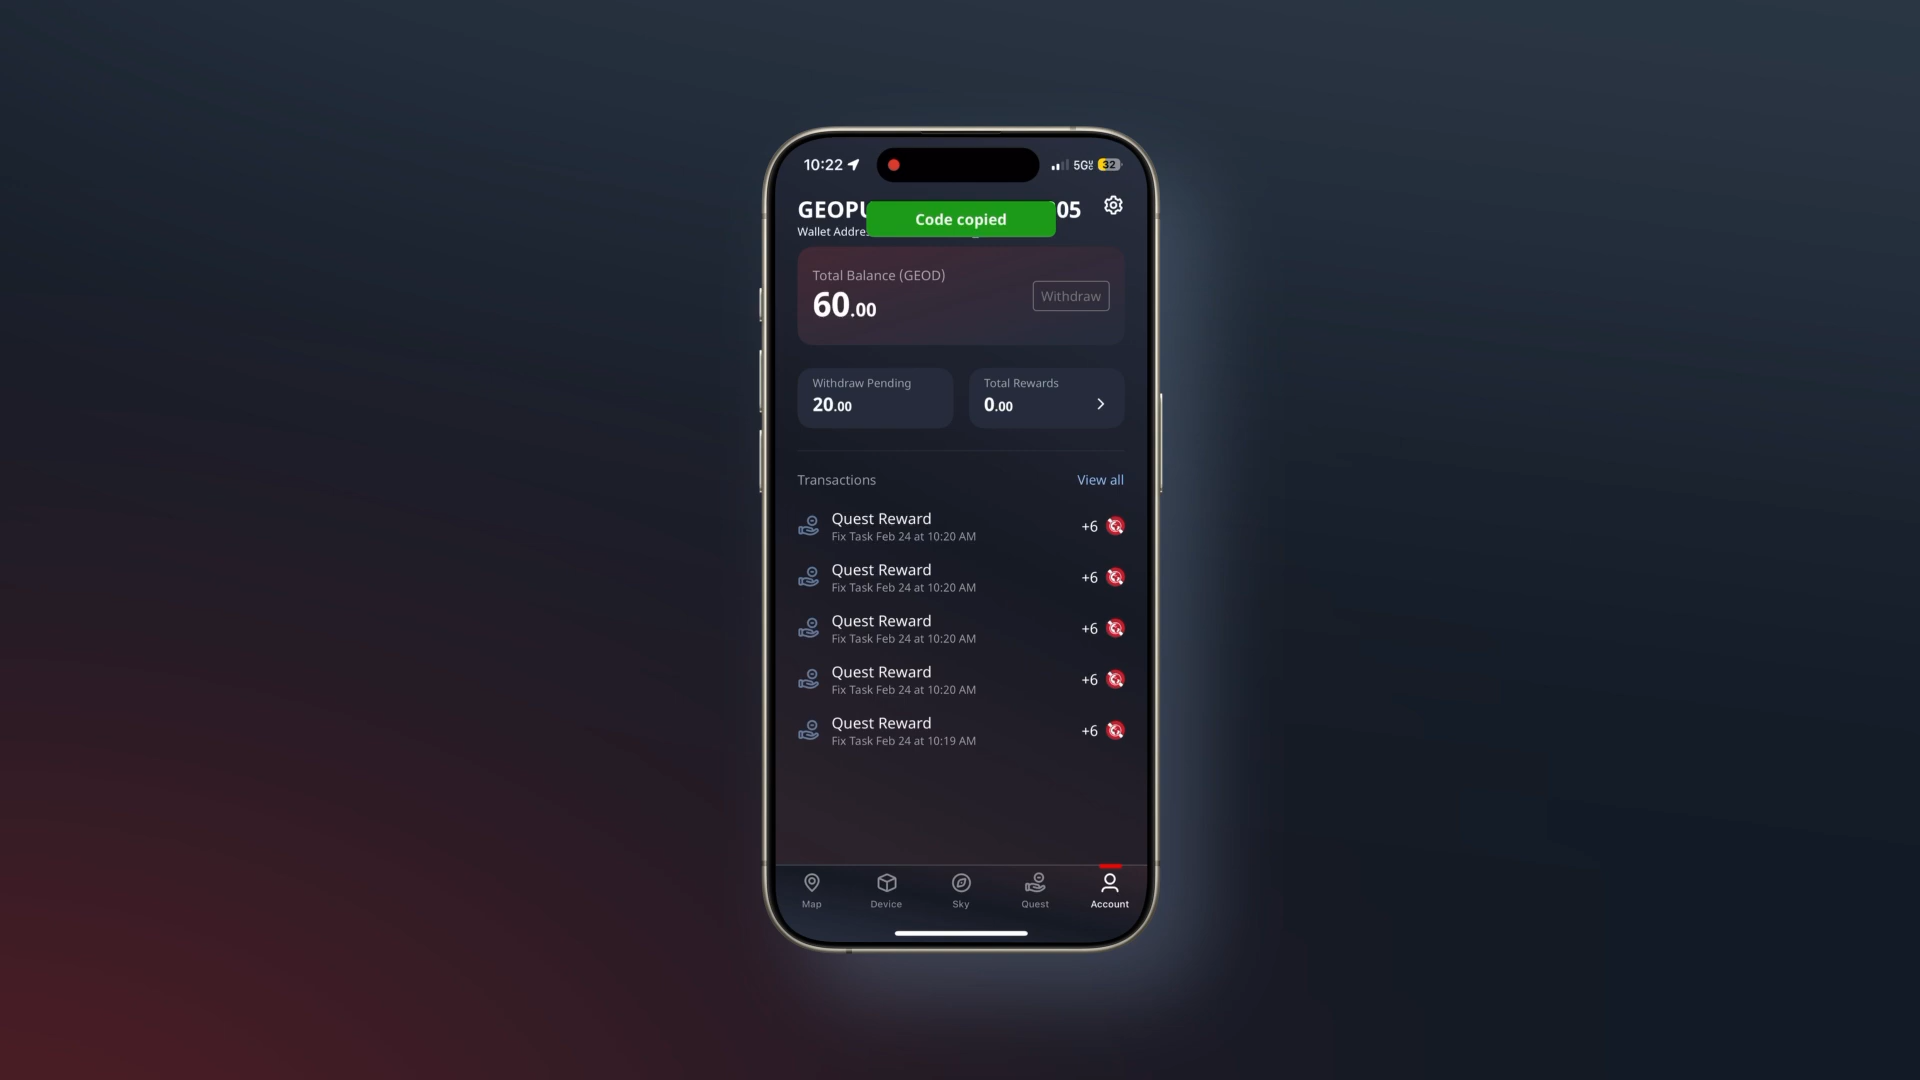 10:22
32
GEOPU
Code copied
05
Wallet Addre
Total Balance (GEOD)
60.00
Withdraw
Withdraw Pending
20.00
Total Rewards
0.00
Transactions
View all
Quest Reward
+6
Fix Task Feb 24 at 10:20 AM
Quest Reward
+6
Fix Task Feb 24 at 10:20 AM
Quest Reward
+6
Fix Task Feb 24 at 10:20 AM
Quest Reward
+6
Fix Task Feb 24 at 10:20 AM
Quest Reward
+6
Fix Task Feb 24 at 10:19 AM
Map
Device
Sky
Quest
Account